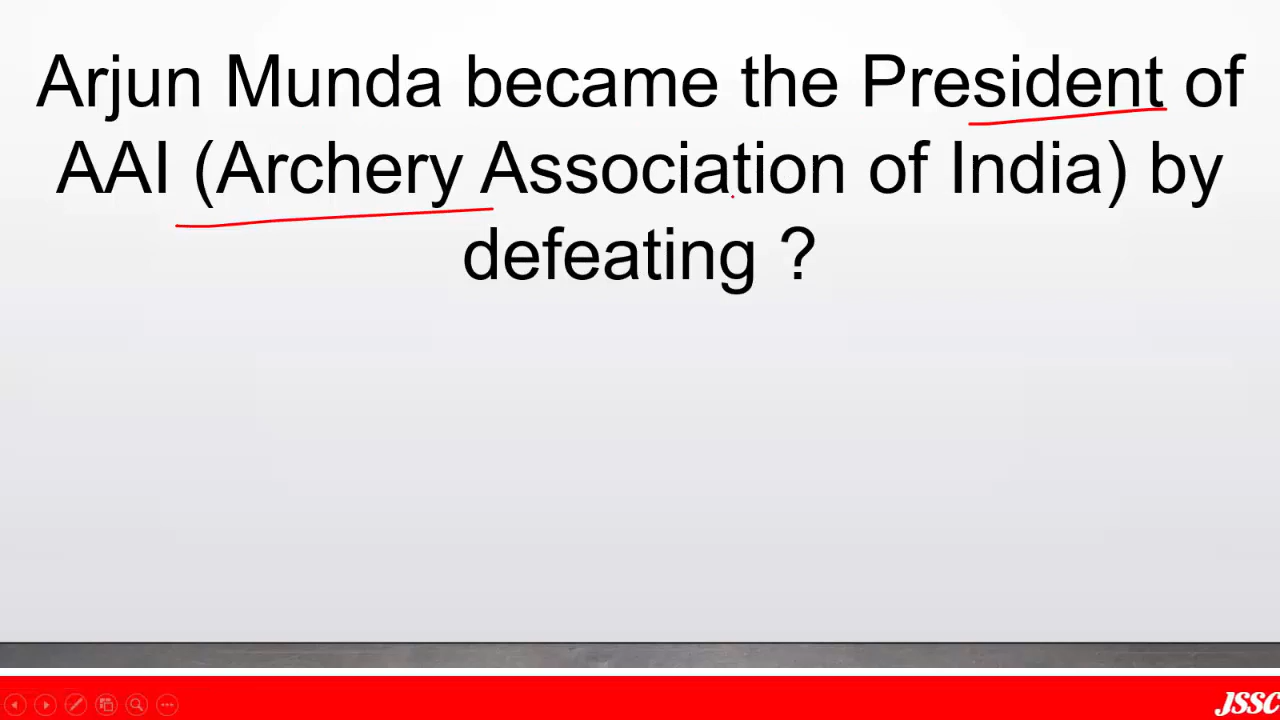 Arjun Munda became the President of
AAI (Archery Association of India) by
defeating ?
JSSC